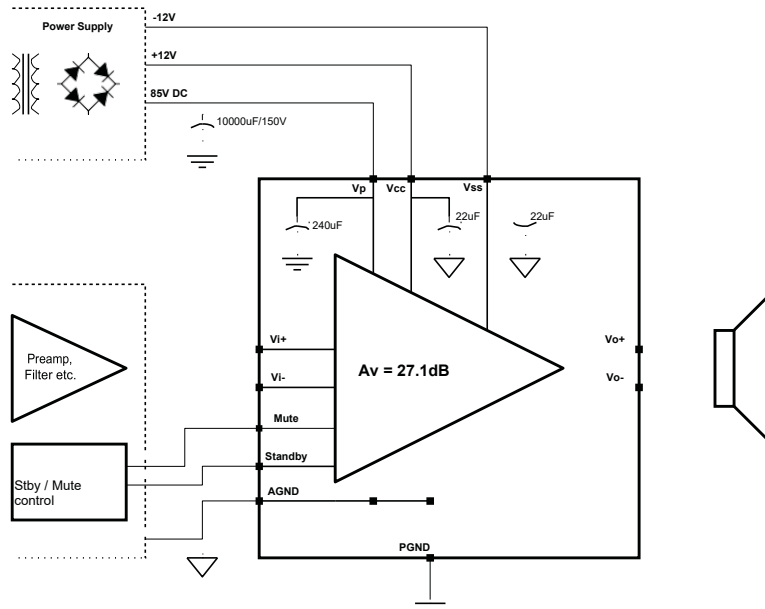 -12V
Power Supply
+12V
85V DC
10000uF/150V
Vp
Vcc
Vss
240uF
22uF
22uF
Vi+
Vo+
Preamp,
Filter etc.
Av = 27.1dB
Vi-
Vo-
Mute
Standby
Stby / Mute
control
AGND
PGND